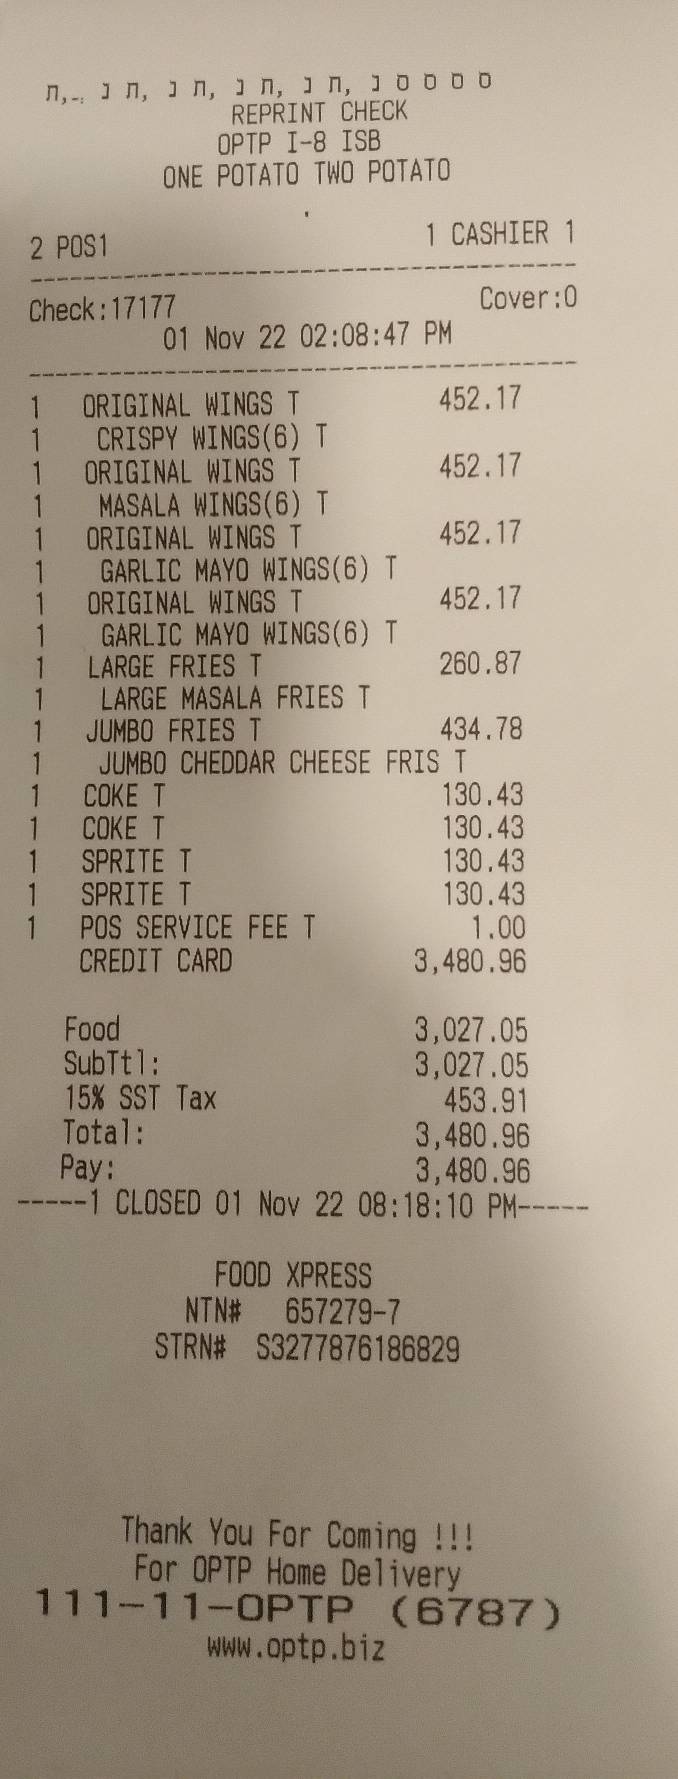 REPRINT CHECK
OPTP I-8 ISB
ONE POTATO TWO POTATO
2 POS1 1 CASHIER 1
Check:17177 Cover:0
01 Nov 22 02:08:47 PM
1 ORIGINAL WINGS T 452.17
1 CRISPY WINGS(6) T
1 ORIGINAL WINGS T 452.17
1 MASALA WINGS(6) T
1 ORIGINAL WINGS T 452.17
1 GARLIC MAYO WINGS(6) T
1 ORIGINAL WINGS T 452.17
1 GARLIC MAYO WINGS(6) T
1 LARGE FRIES T 260.87
1 LARGE MASALA FRIES T
1 JUMBO FRIES T 434.78
1 JUMBO CHEDDAR CHEESE FRIS T
1 COKE T 130.43
1 COKE T 130.43
1 SPRITE T 130.43
1 SPRITE T 130.43
1 POS SERVICE FEE T 1.00
CREDIT CARD 3,480.96
Food 3,027.05
SubTtl: 3,027.05
15% SST Tax 453.91
Total: 3,480.96
Pay: 3,480.96
-----1 CLOSED 01 Nov 22 08:18:10 PM-----
FOOD XPRESS
NTN# 657279-7
STRN# S3277876186829
Thank You For Coming !!!
For OPTP Home Delivery
111-11-OPTP (6787)
www.optp.biz